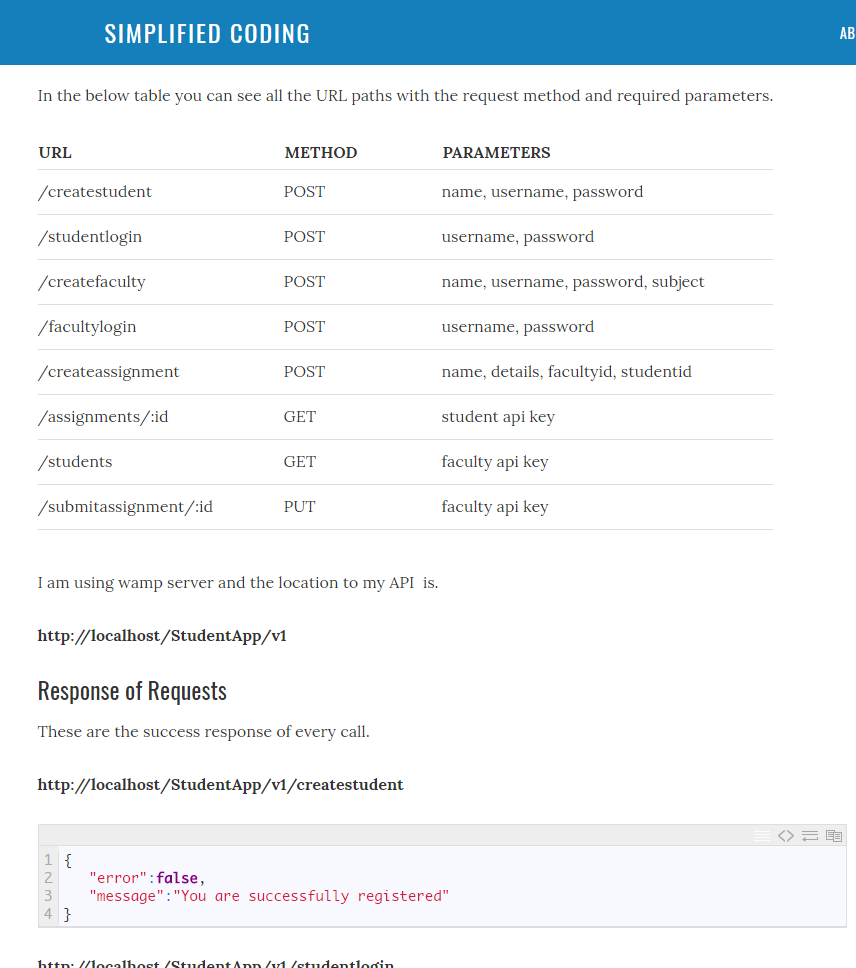 SIMPLIFIED CODING
AB
In the below table you can see all the URL paths with the request method and required parameters.
URL METHOD PARAMETERS
/createstudent POST name, username, password
/studentlogin POST username, password
/createfaculty POST name, username, password, subject
/facultylogin POST username, password
/createassignment POST name, details, facultyid, studentid
/assignments/:id GET student api key
/students GET faculty api key
/submitassignment/:id PUT faculty api key
I am using wamp server and the location to my API is.
http://localhost/StudentApp/v1
Response of Requests
These are the success response of every call.
http://localhost/StudentApp/v1/createstudent
1 {
2 "error":false,
3 "message":"You are successfully registered"
4 }
http://localhost/StudentApp/v1/studentlogin